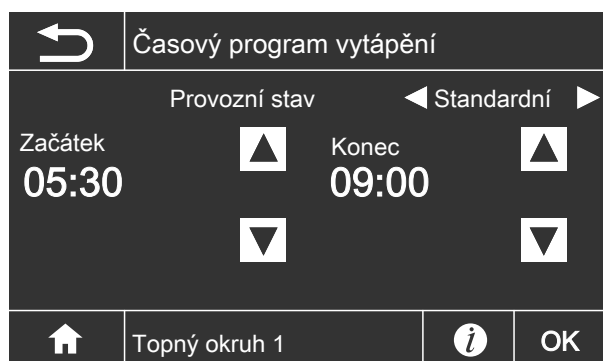 Časový program vytápění
Provozní stav Standardní
Začátek Konec
05:30 09:00
Topný okruh 1 i OK